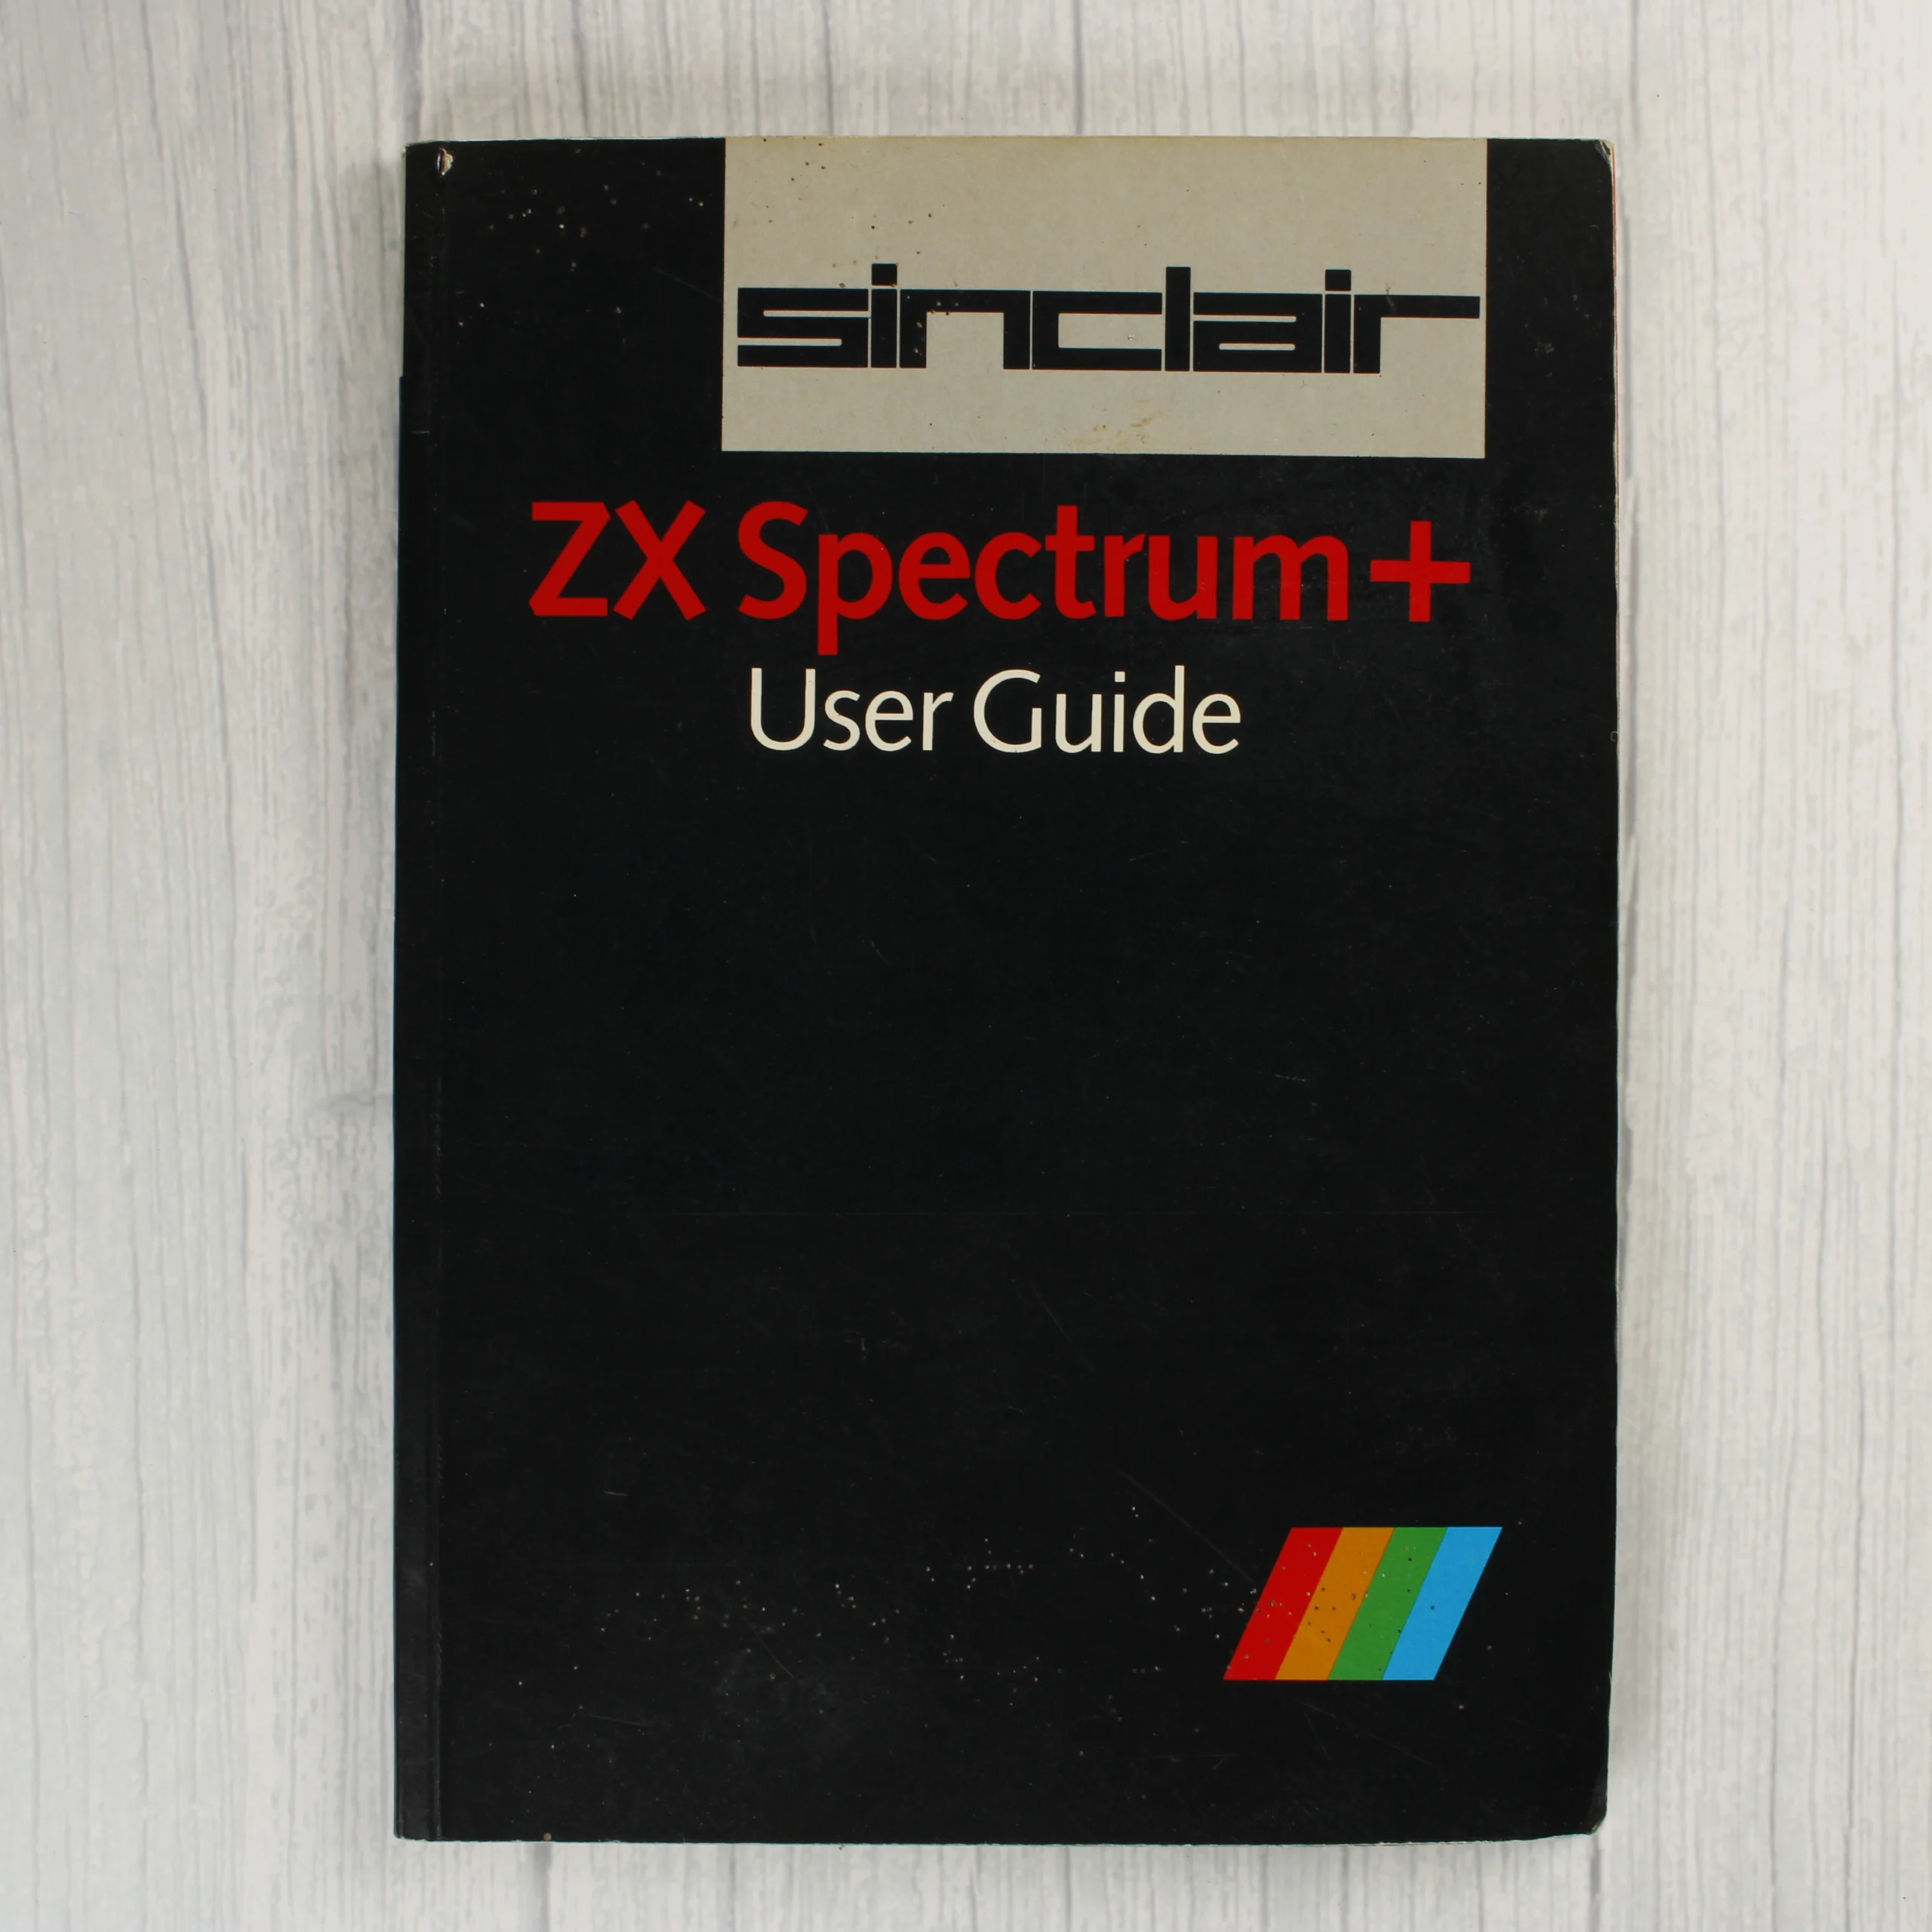 sinclair
ZX Spectrum+
User Guide